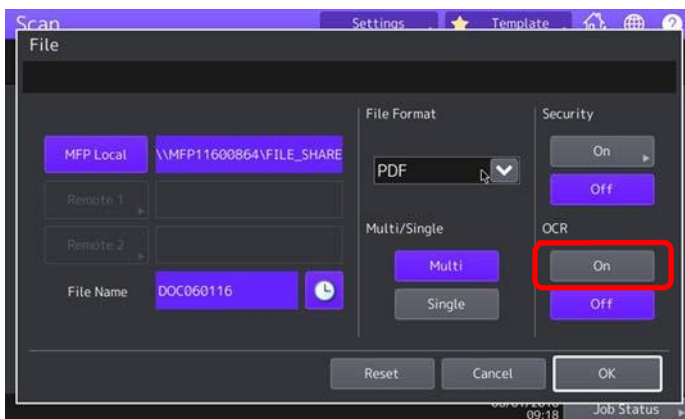 Scan Settings Template
File
File Format Security
MFP Local \\MFP11600864\FILE_SHARE On
PDF
Remote 1 Off
Multi/Single OCR
Remote 2
Multi On
File Name DOC060116
Single Off
Reset Cancel OK
09:18 Job Status